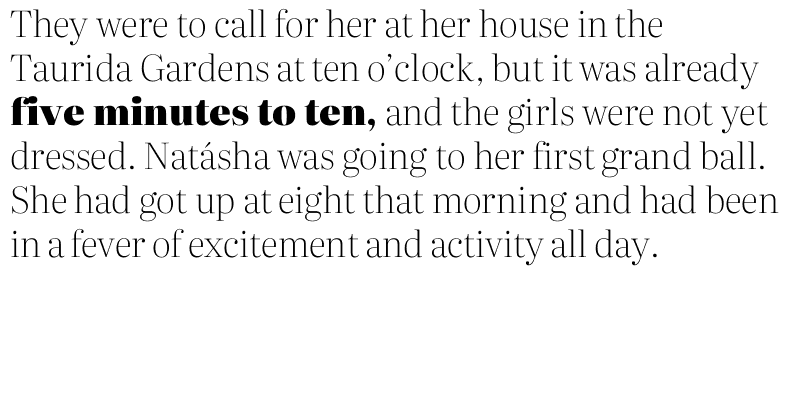 They were to call for her at her house in the
Taurida Gardens at ten o’clock, but it was already
five minutes to ten, and the girls were not yet
dressed. Natásha was going to her first grand ball.
She had got up at eight that morning and had been
in a fever of excitement and activity all day.